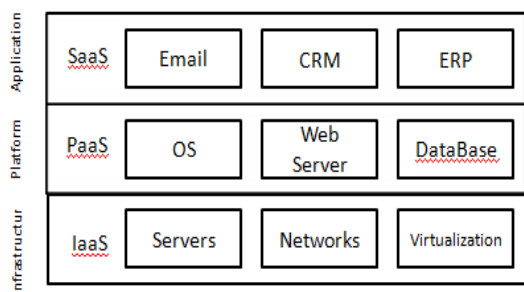 Application
SaaS
Email
CRM
ERP
Platform
PaaS
OS
Web
Server
DataBase
nfrastructur
IaaS
Servers
Networks
Virtualization